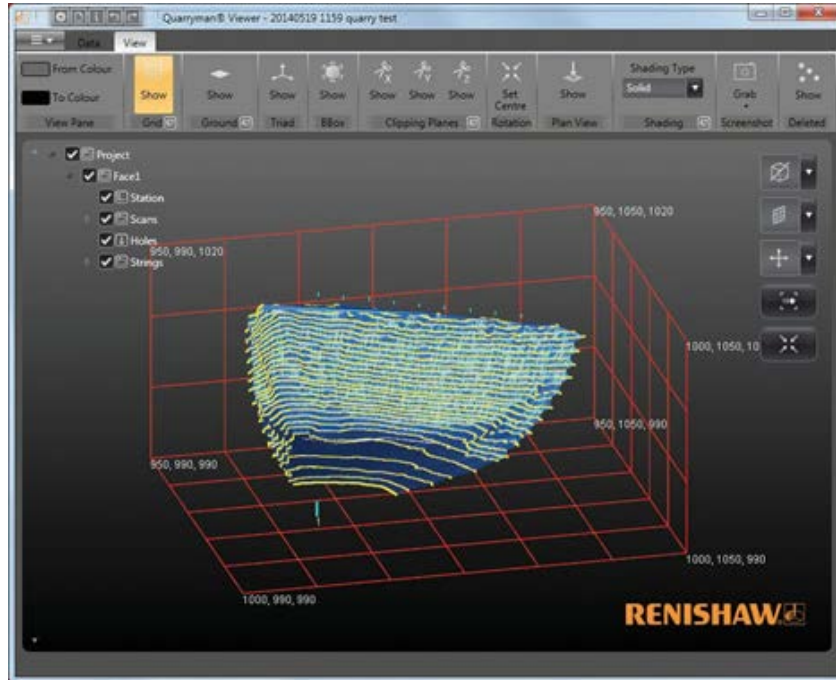 Quarryman® Viewer - 20140519 1159 quarry test
Data View
From Colour
To Colour
View Pane
Show
Grid
Show
Ground
Show
Triad
Show
BBox
X Y Z
Show Show Show
Clipping Planes
Set
Centre
Rotation
Show
Plan View
Shading Type
Solid
Shading
Grab
Screenshot
Show
Deleted
Project
Face1
Station
Scans
Holes
Strings
950, 990, 1020
950, 1050, 1020
1000, 1050, 10
950, 1050, 990
950, 990, 990
1000, 1050, 990
1000, 990, 990
RENISHAW